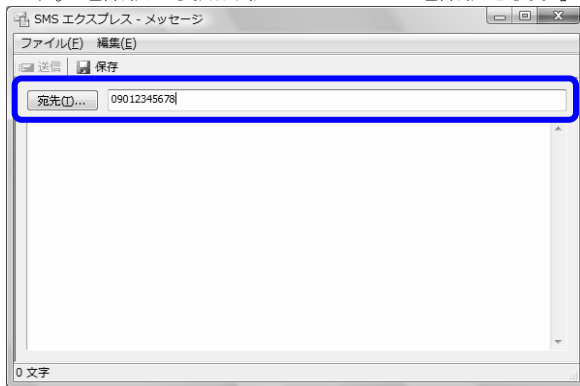 SMS エクスプレス - メッセージ
ファイル(F) 編集(E)
送信 保存
宛先(T)... 09012345678
0 文字